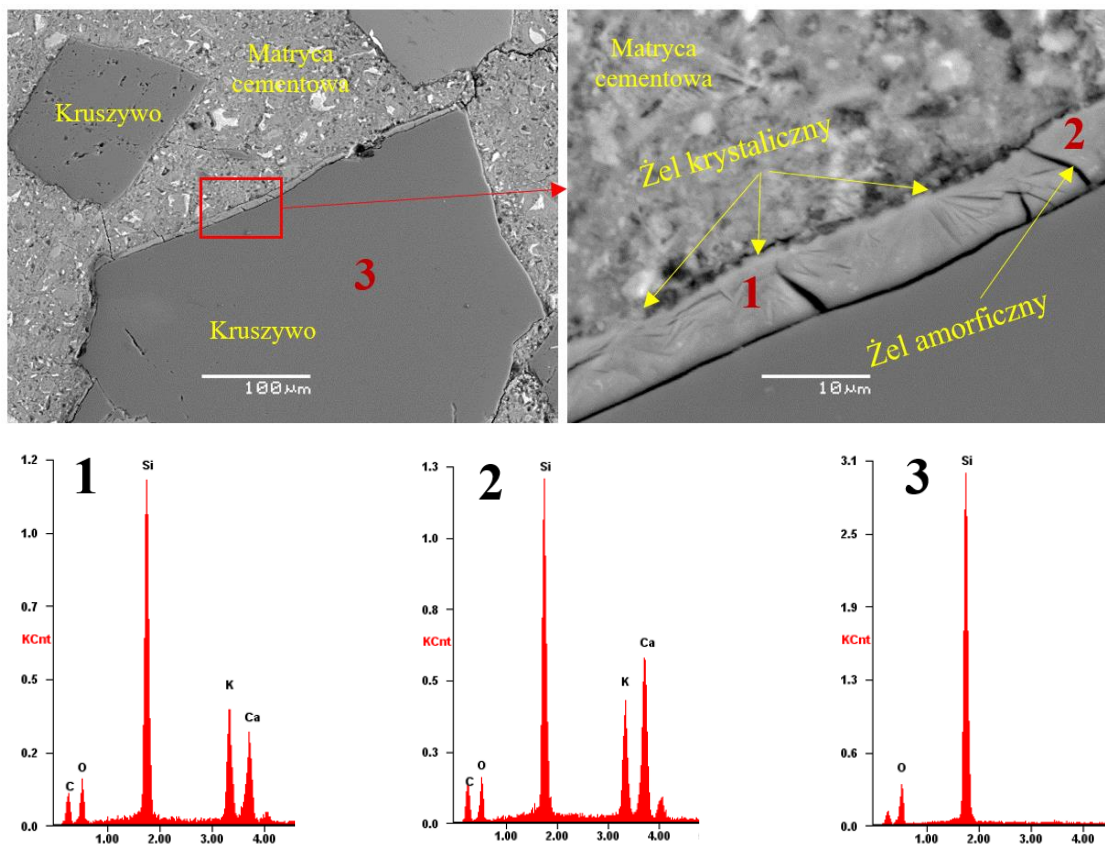 Kruszywo
Matryca
cementowa
3
Kruszywo
100µm
Matryca
cementowa
Żel krystaliczny
2
1
Żel amorficzny
10µm
1
1.2
1.0
0.7
KCnt
0.5
0.2
0.0
C
O
Si
K
Ca
1.00
2.00
3.00
4.00
2
1.3
1.0
0.8
KCnt
0.5
0.3
0.0
C
O
Si
K
Ca
1.00
2.00
3.00
4.00
3
3.1
2.5
1.9
KCnt
1.3
0.6
0.0
O
Si
1.00
2.00
3.00
4.00